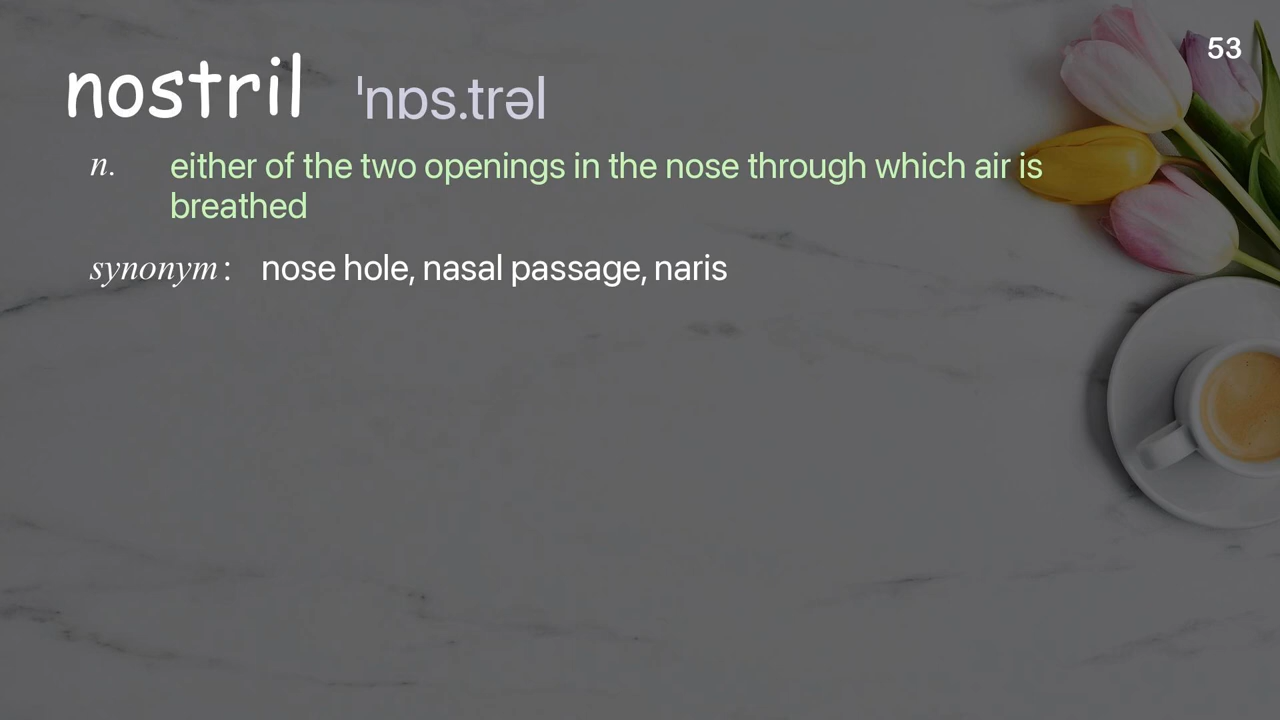 53
nostril ˈnɒs.trəl
n. either of the two openings in the nose through which air is
breathed
synonym: nose hole, nasal passage, naris